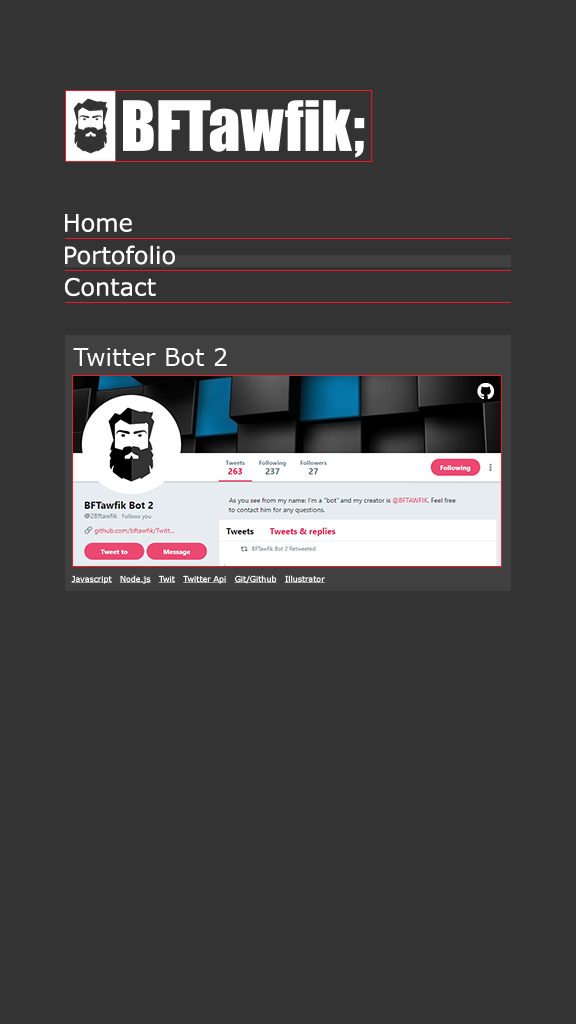 BFTawfik;
Home
Portofolio
Contact
Twitter Bot 2
Tweets Following Followers
263 237 27
Following
BFTawfik Bot 2
@2Bftawfik Follows you
github.com/bftawfik/Twitt...
Tweet to Message
As you see from my name: I'm a "bot" and my creator is @BFTAWFIK. Feel free
to contact him for any questions.
Tweets Tweets & replies
BFTawfik Bot 2 Retweeted
Javascript Node.js Twit Twitter Api Git/Github Illustrator